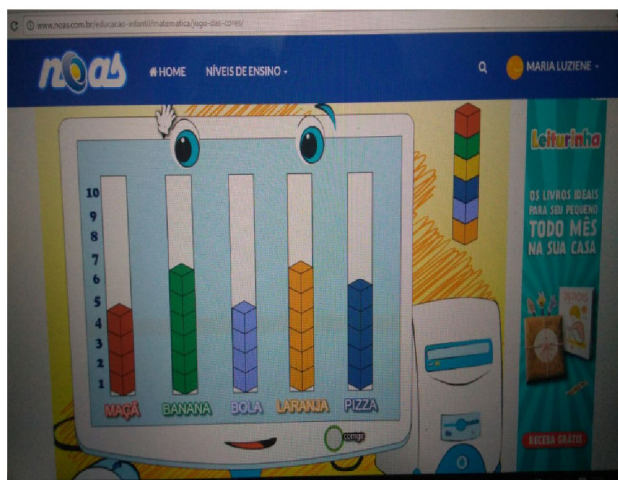 www.noas.com.br/educacao-infantil/matematica/jogo-das-cores/
noas
HOME
NÍVEIS DE ENSINO
MARIA LUZIENE
Leiturinha
OS LIVROS IDEAIS
PARA SEU PEQUENO
TODO MÊS
NA SUA CASA
10
9
8
7
6
5
4
3
2
1
MAÇÃ
BANANA
BOLA
LARANJA
PIZZA
corrigir
RECEBA GRÁTIS